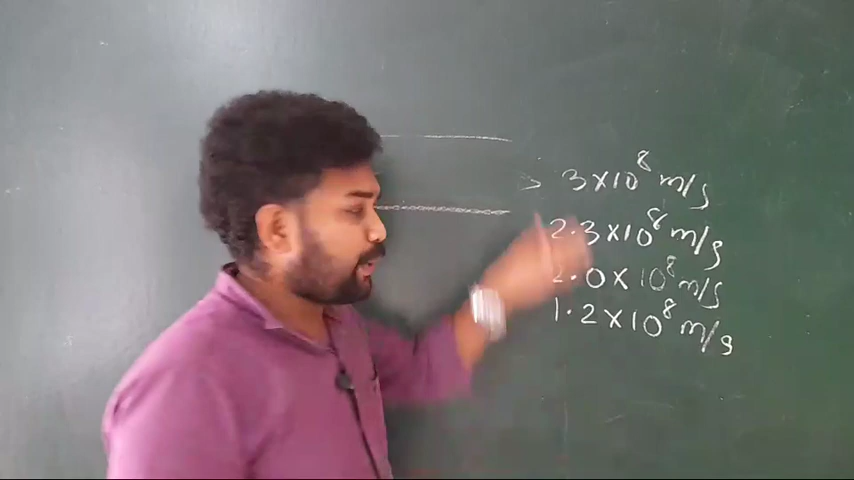 > 3×10⁸ m/s
2.3×10⁸ m/s
2.0× 10⁸ m/s
1.2×10⁸ m/s